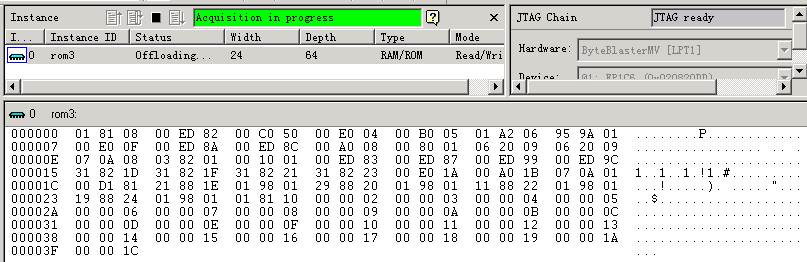 Instance
Acquisition in progress
JTAG Chain
JTAG ready
I... Instance ID Status Width Depth Type Mode
0 rom3 Offloading... 24 64 RAM/ROM Read/Wri
Hardware: ByteBlasterMV [LPT1]
Device: 01: EP1C6 (0x020820DD)
0 rom3:
000000 01 81 08 00 ED 82 00 C0 50 00 E0 04 00 B0 05 01 A2 06 95 9A 01 ........P............
000007 00 E0 0F 00 ED 8A 00 ED 8C 00 A0 08 00 80 01 06 20 09 06 20 09 ................ .. .
00000E 07 0A 08 03 82 01 00 10 01 00 ED 83 00 ED 87 00 ED 99 00 ED 9C .....................
000015 31 82 1D 31 82 1F 31 82 21 31 82 23 00 E0 1A 00 A0 1B 07 0A 01 1..1..1.!1.#.........
00001C 00 D1 81 21 88 1E 01 98 01 29 88 20 01 98 01 11 88 22 01 98 01 ...!.....). ....."...
000023 19 88 24 01 98 01 01 81 10 00 00 02 00 00 03 00 00 04 00 00 05 ..$..................
00002A 00 00 06 00 00 07 00 00 08 00 00 09 00 00 0A 00 00 0B 00 00 0C .....................
000031 00 00 0D 00 00 0E 00 00 0F 00 00 10 00 00 11 00 00 12 00 00 13 .....................
000038 00 00 14 00 00 15 00 00 16 00 00 17 00 00 18 00 00 19 00 00 1A .....................
00003F 00 00 1C ...